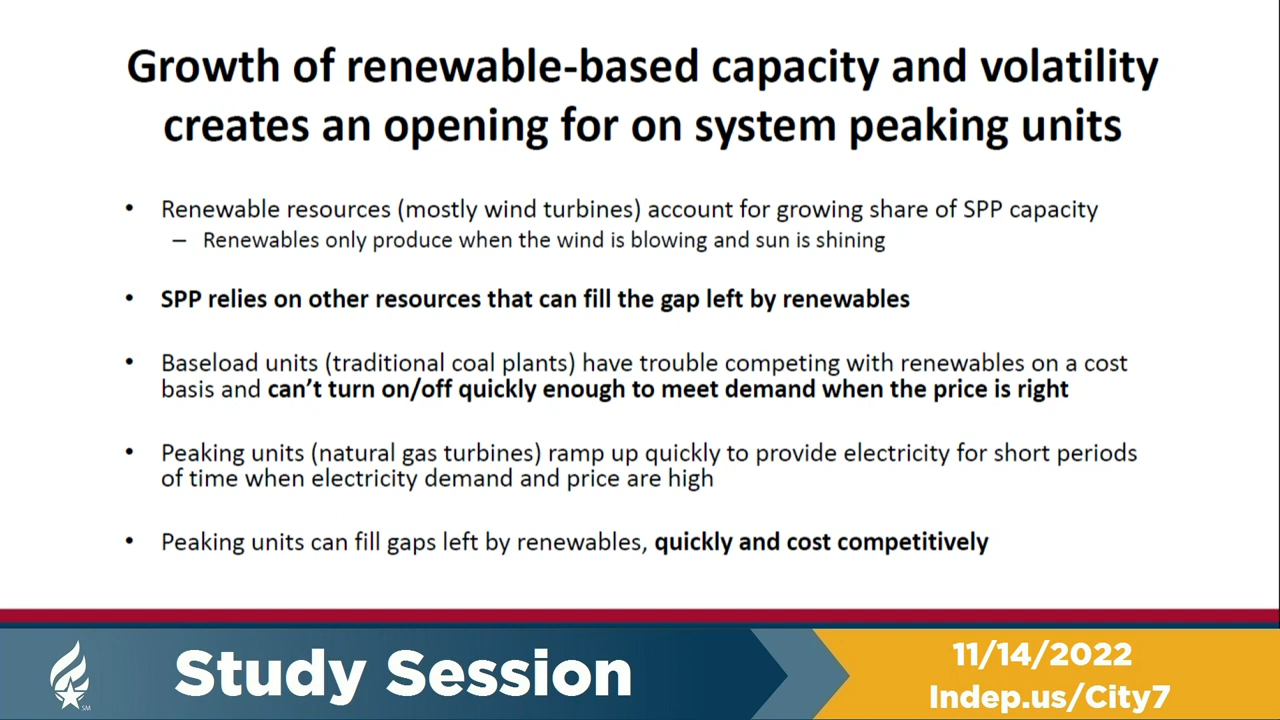 Growth of renewable-based capacity and volatility
creates an opening for on system peaking units
• Renewable resources (mostly wind turbines) account for growing share of SPP capacity
– Renewables only produce when the wind is blowing and sun is shining
• SPP relies on other resources that can fill the gap left by renewables
• Baseload units (traditional coal plants) have trouble competing with renewables on a cost
basis and can’t turn on/off quickly enough to meet demand when the price is right
• Peaking units (natural gas turbines) ramp up quickly to provide electricity for short periods
of time when electricity demand and price are high
• Peaking units can fill gaps left by renewables, quickly and cost competitively
SM
Study Session
11/14/2022
Indep.us/City7